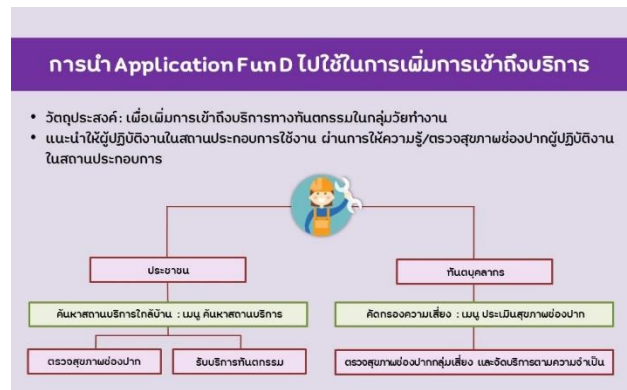 การนำ Application Fun D ไปใช้ในการเพิ่มการเข้าถึงบริการ
• วัตถุประสงค์ : เพื่อเพิ่มการเข้าถึงบริการทางทันตกรรมในกลุ่มวัยทำงาน
• แนะนำให้ผู้ปฏิบัติงานในสถานประกอบการใช้งาน ผ่านการให้ความรู้/ตรวจสุขภาพช่องปากผู้ปฏิบัติงาน
ในสถานประกอบการ
ประชาชน
ทันตบุคลากร
ค้นหาสถานบริการใกล้บ้าน : เมนู ค้นหาสถานบริการ
คัดกรองความเสี่ยง : เมนู ประเมินสุขภาพช่องปาก
ตรวจสุขภาพช่องปาก
รับบริการทันตกรรม
ตรวจสุขภาพช่องปากกลุ่มเสี่ยง และจัดบริการตามความจำเป็น